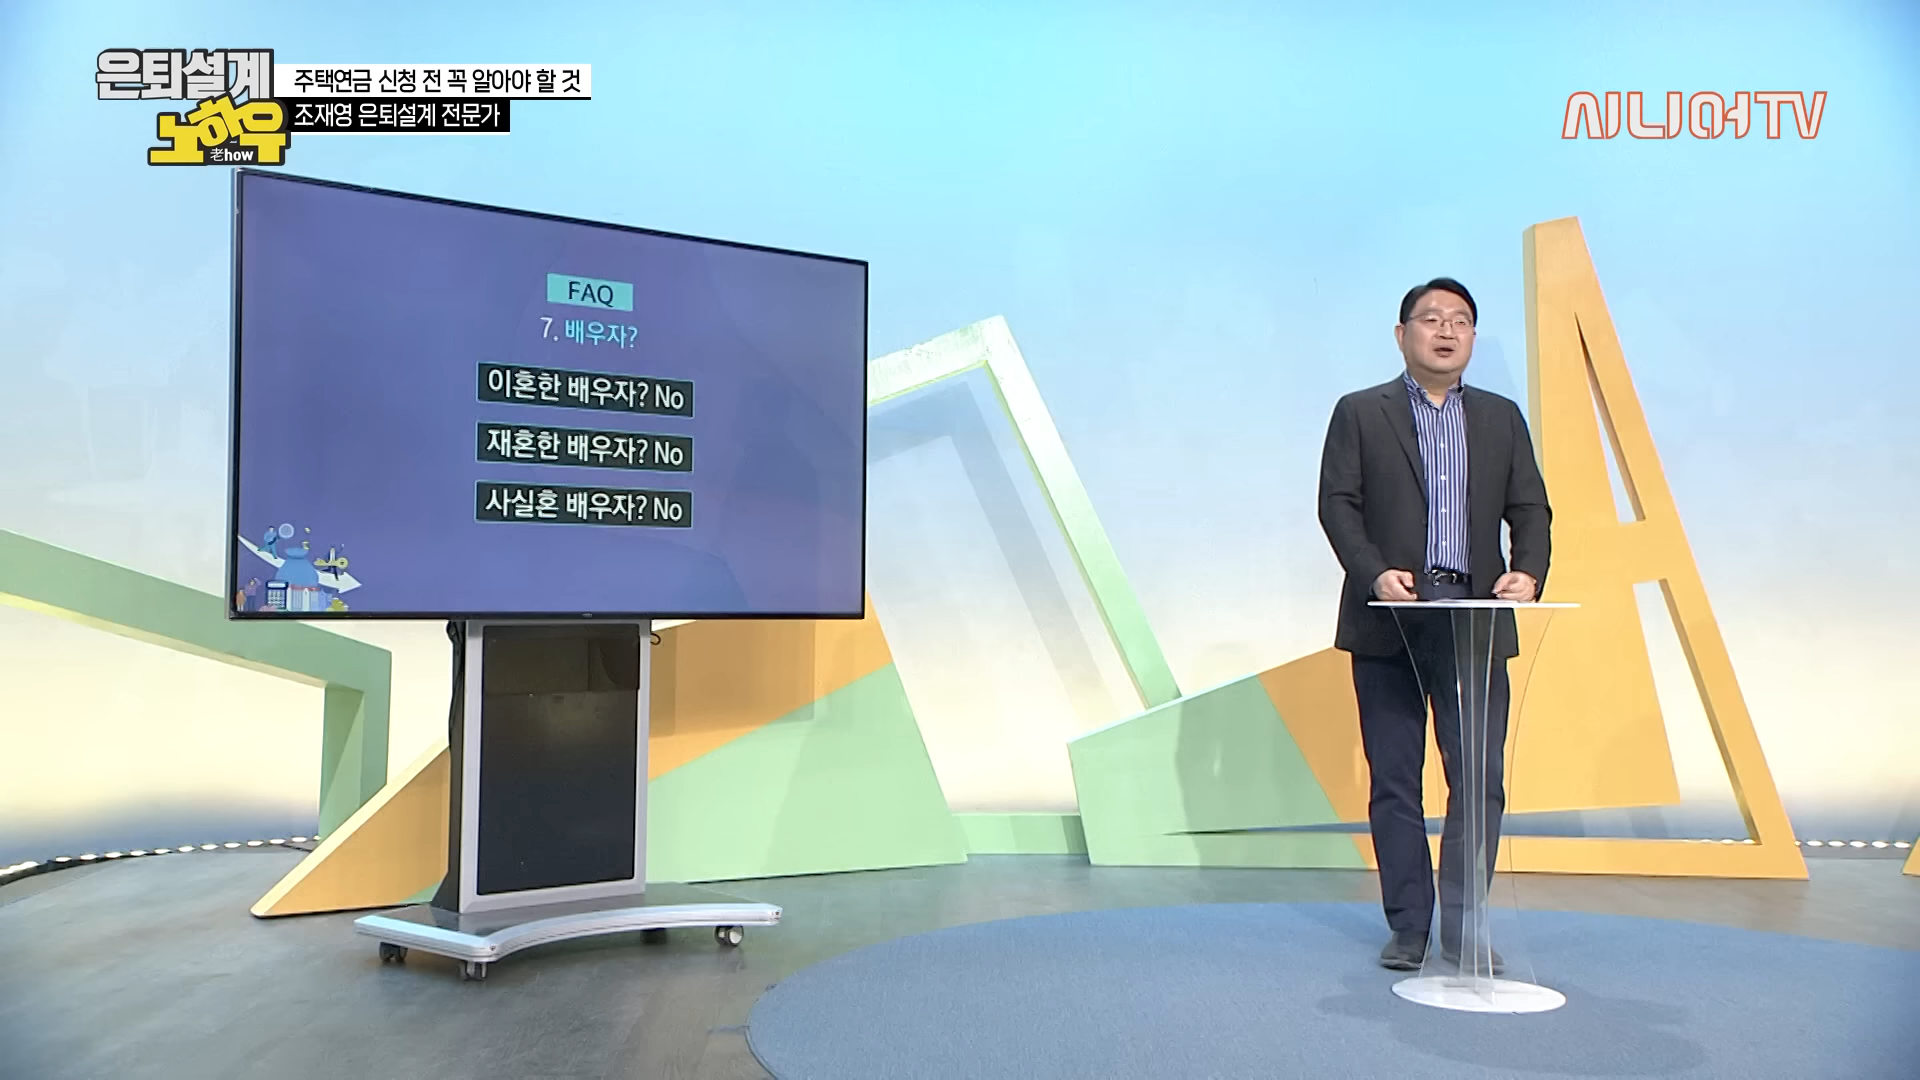 은퇴설계
노하우
老how
주택연금 신청 전 꼭 알아야 할 것
조재영 은퇴설계 전문가
시니어TV
FAQ
7. 배우자?
이혼한 배우자? No
재혼한 배우자? No
사실혼 배우자? No